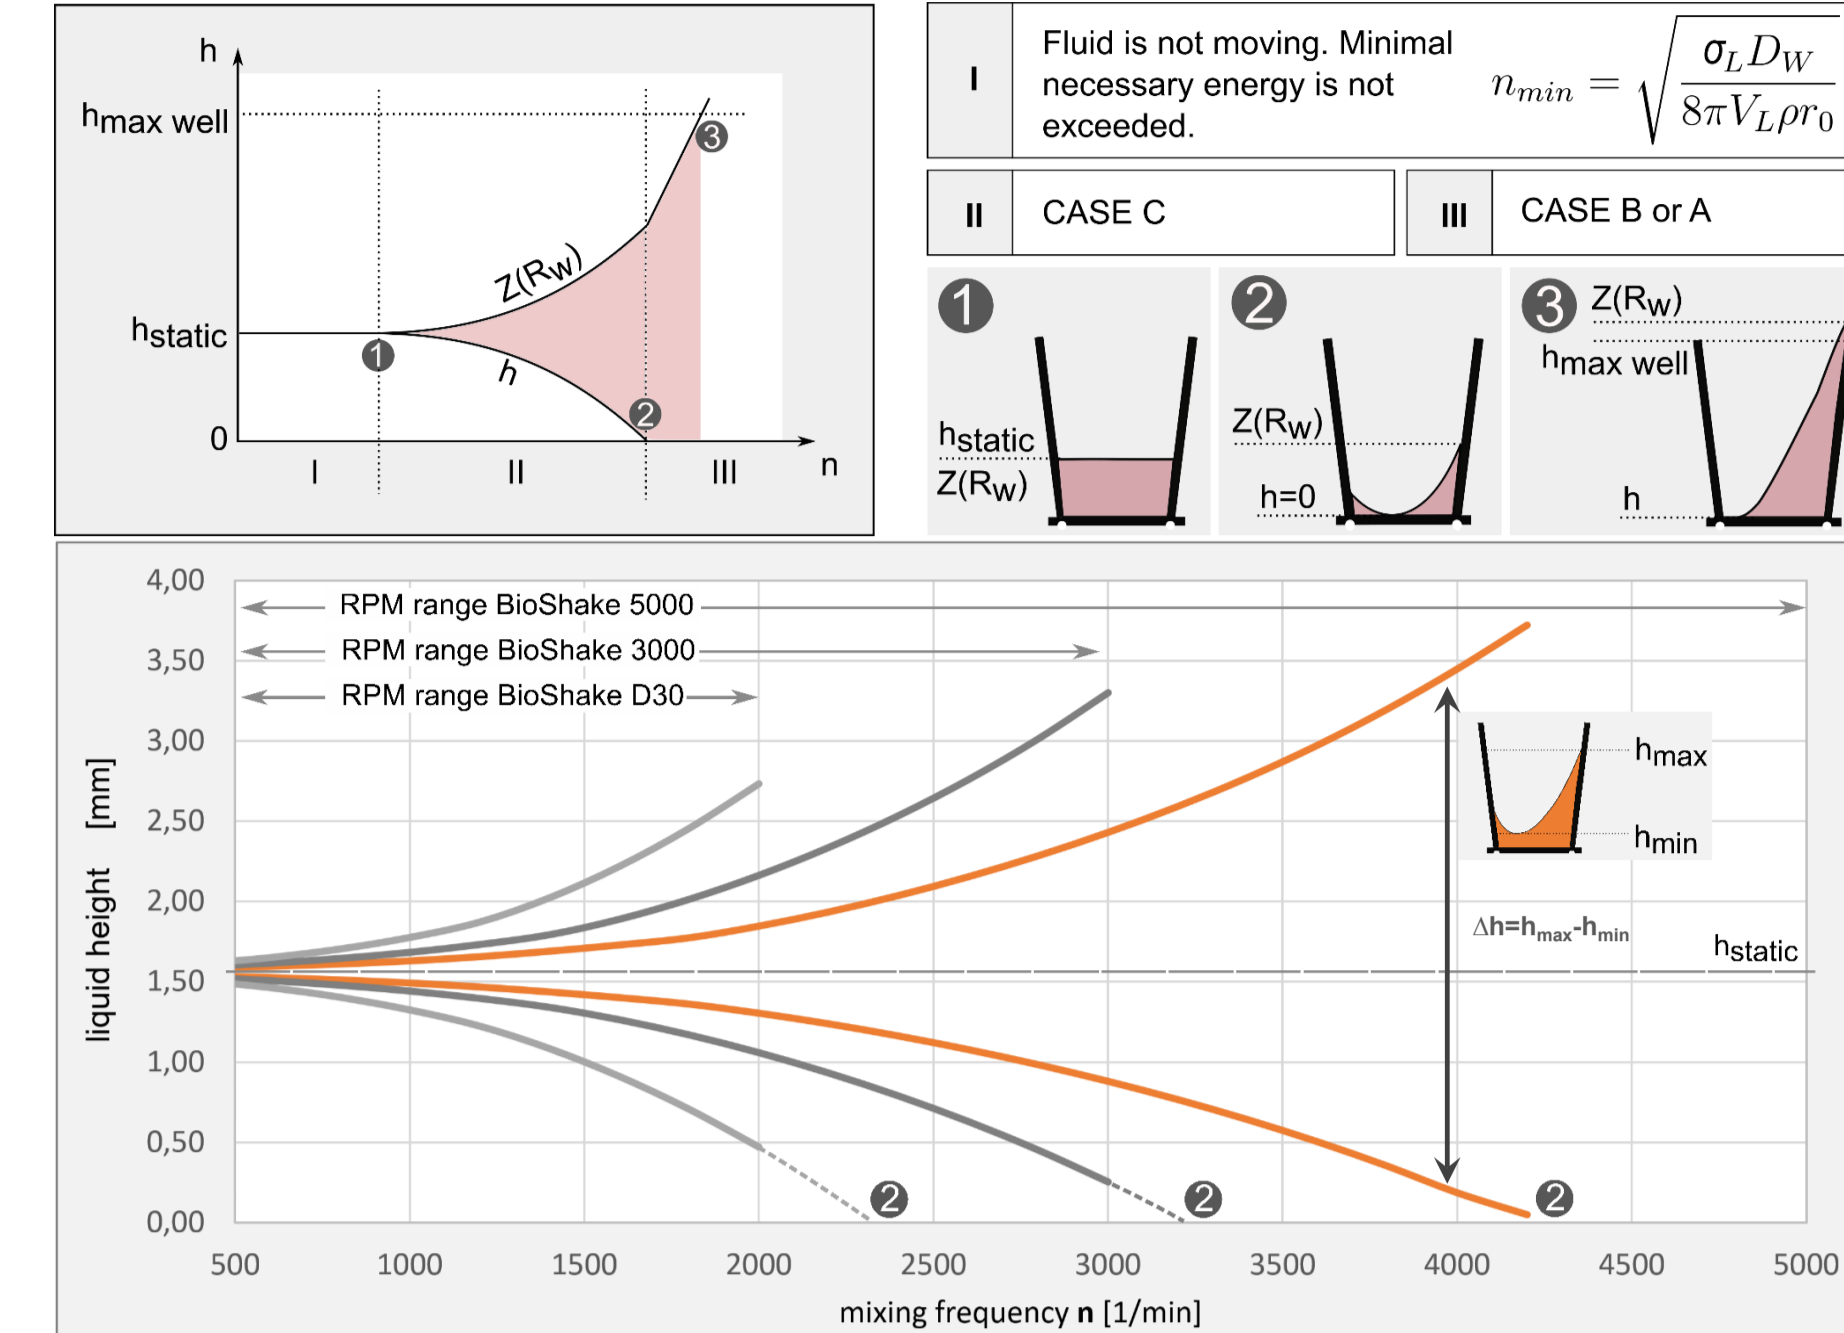 h
hmax well
hstatic
0
Z(Rw)
h
1
2
3
I
II
III
n
I
Fluid is not moving. Minimal
necessary energy is not
exceeded.
n_min = √(σ_L D_W / 8πV_L ρr_0)
II
CASE C
III
CASE B or A
1
hstatic
Z(Rw)
2
Z(Rw)
h=0
3
Z(Rw)
hmax well
h
4,00
3,50
3,00
2,50
2,00
1,50
1,00
0,50
0,00
liquid height [mm]
RPM range BioShake 5000
RPM range BioShake 3000
RPM range BioShake D30
hmax
hmin
Δh=hmax-hmin
hstatic
2
2
2
500
1000
1500
2000
2500
3000
3500
4000
4500
5000
mixing frequency n [1/min]